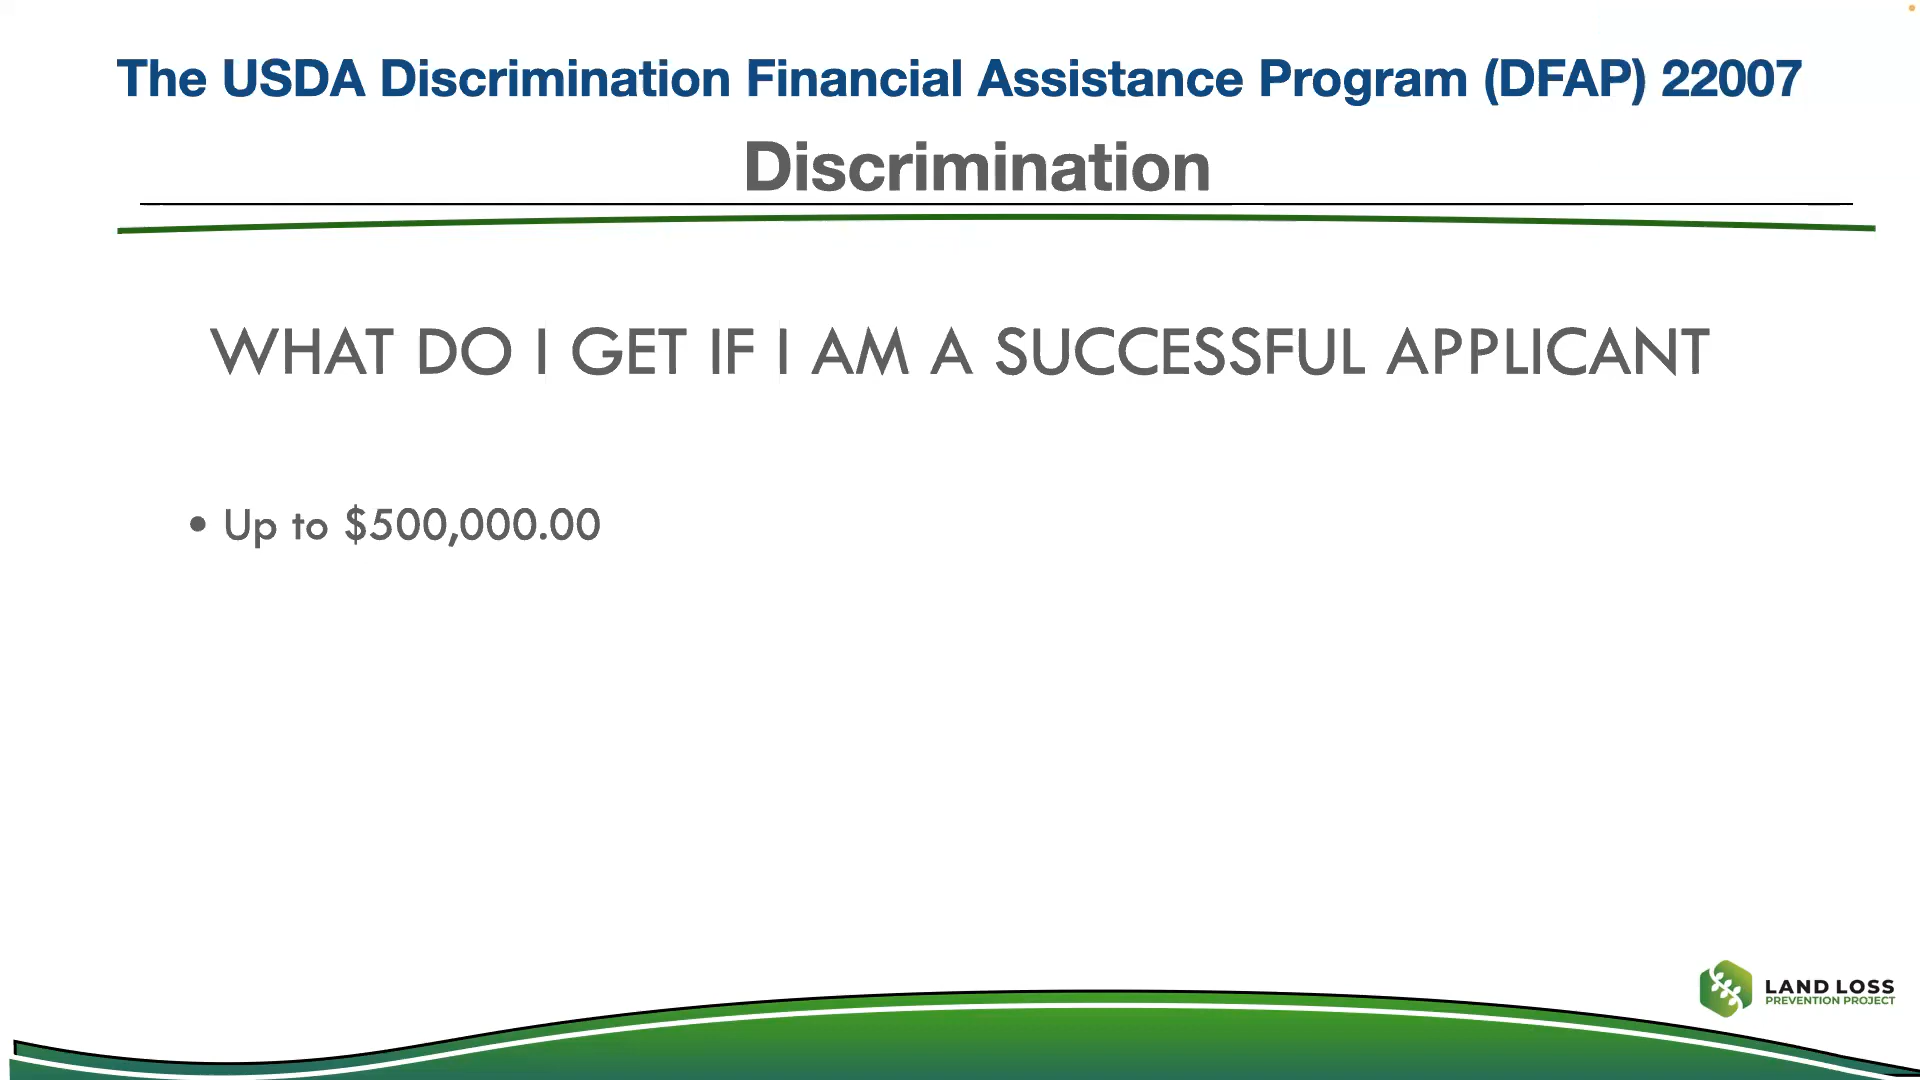 The USDA Discrimination Financial Assistance Program (DFAP) 22007
Discrimination
WHAT DO I GET IF I AM A SUCCESSFUL APPLICANT
• Up to $500,000.00
LAND LOSS
PREVENTION PROJECT